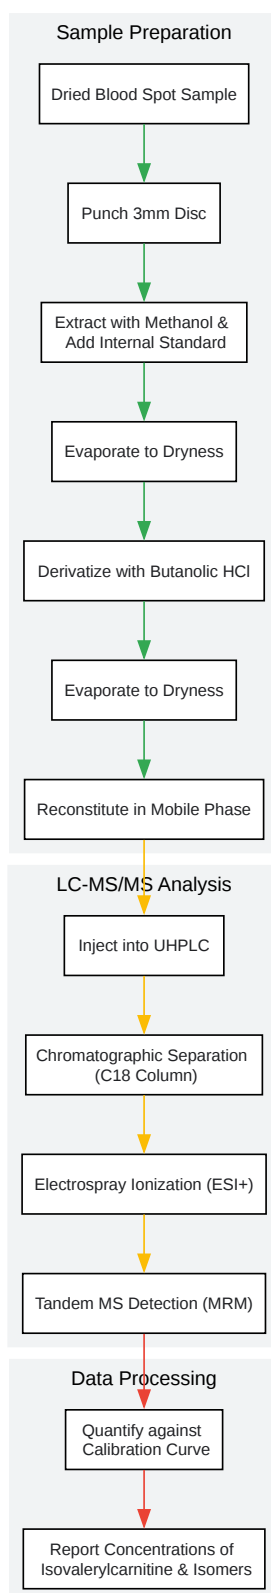 Sample Preparation
Dried Blood Spot Sample
Punch 3mm Disc
Extract with Methanol &
Add Internal Standard
Evaporate to Dryness
Derivatize with Butanolic HCl
Evaporate to Dryness
Reconstitute in Mobile Phase
LC-MS/MS Analysis
Inject into UHPLC
Chromatographic Separation
(C18 Column)
Electrospray Ionization (ESI+)
Tandem MS Detection (MRM)
Data Processing
Quantify against
Calibration Curve
Report Concentrations of
Isovalerylcarnitine & Isomers